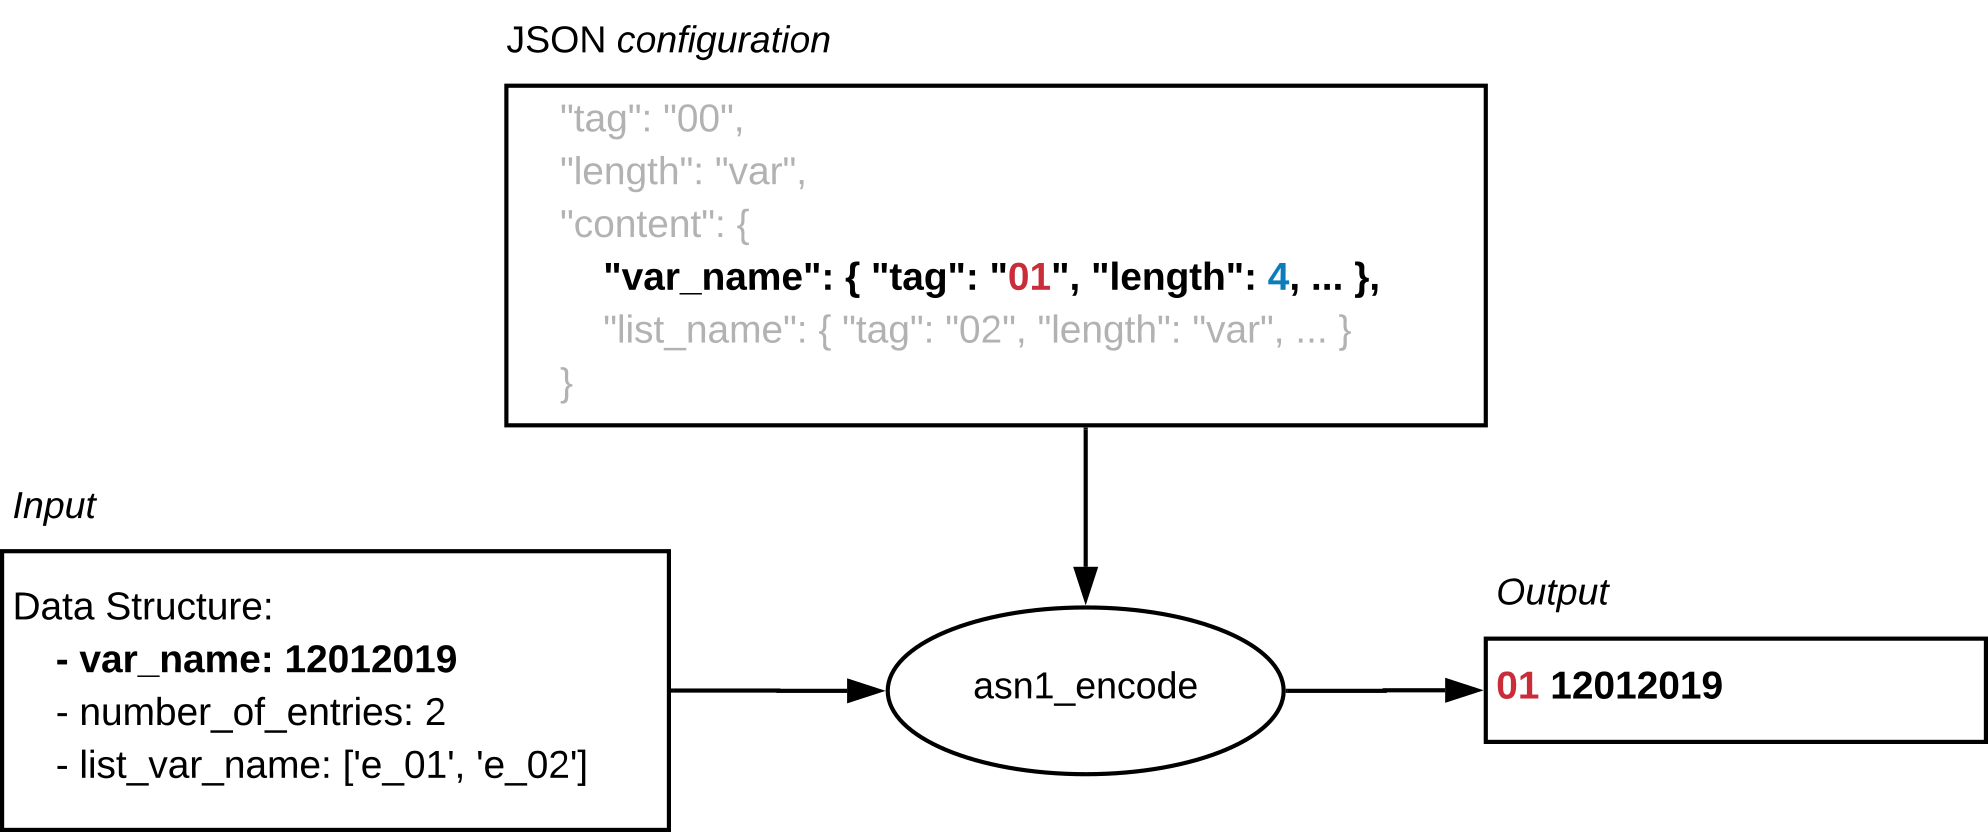 JSON configuration
"tag": "00",
"length": "var",
"content": {
"var_name": { "tag": "01", "length": 4, ... },
"list_name": { "tag": "02", "length": "var", ... }
}
Input
Data Structure:
- var_name: 12012019
- number_of_entries: 2
- list_var_name: ['e_01', 'e_02']
asn1_encode
Output
01 12012019